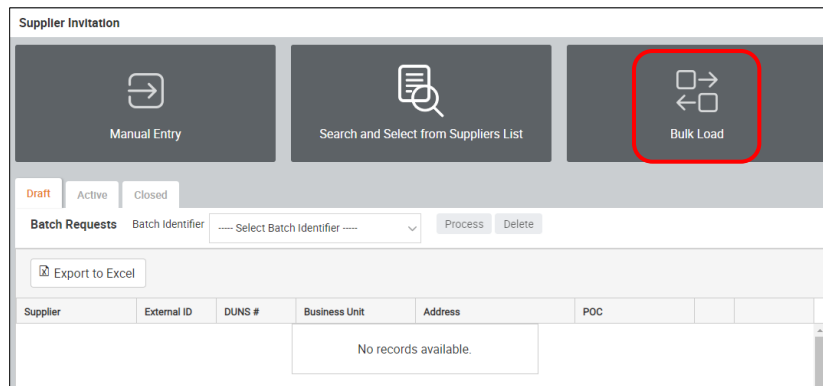 Supplier Invitation
Manual Entry
Search and Select from Suppliers List
Bulk Load
Draft Active Closed
Batch Requests Batch Identifier ----- Select Batch Identifier ----- Process Delete
Export to Excel
Supplier External ID DUNS # Business Unit Address POC
No records available.